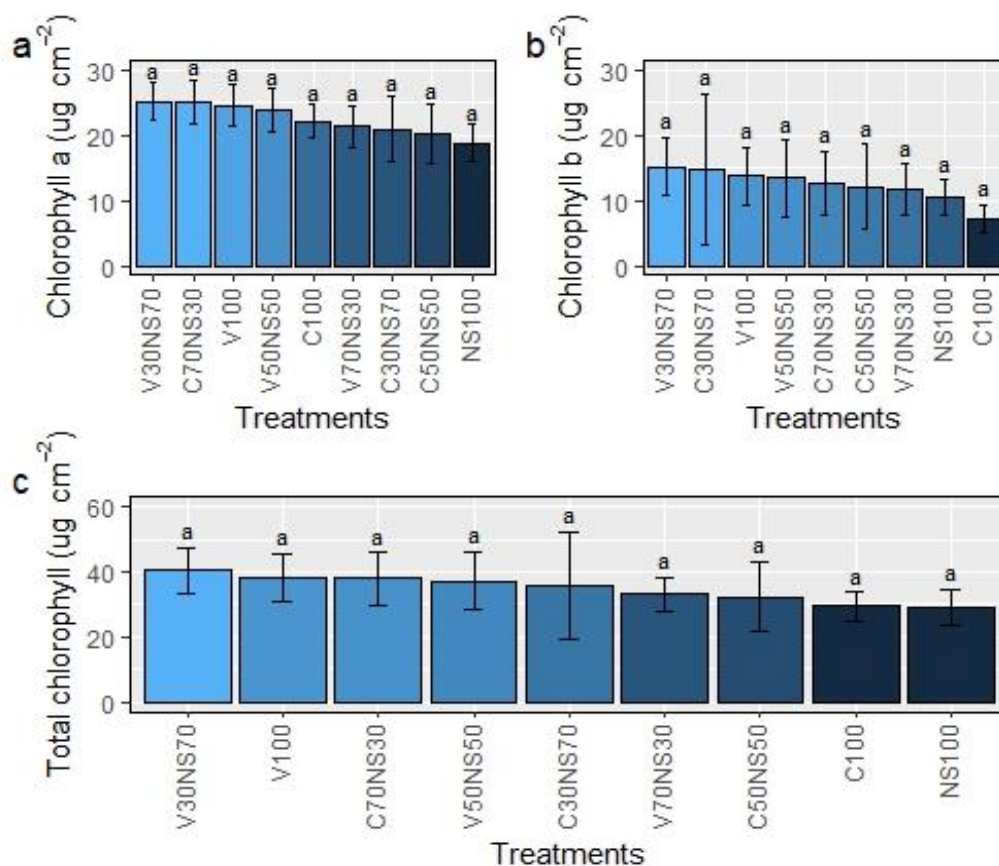 a
Chlorophyll a (ug cm⁻²)
30
20
10
0
a a a a a a a a a
V30NS70
C70NS30
V100
V50NS50
C100
V70NS30
C30NS70
C50NS50
NS100
Treatments
b
Chlorophyll b (ug cm⁻²)
30
20
10
0
a a a a a a a a a
V30NS70
C30NS70
V100
V50NS50
C70NS30
C50NS50
V70NS30
NS100
C100
Treatments
c
Total chlorophyll (ug cm⁻²)
60
40
20
0
a a a a a a a a a
V30NS70
V100
C70NS30
V50NS50
C30NS70
V70NS30
C50NS50
C100
NS100
Treatments